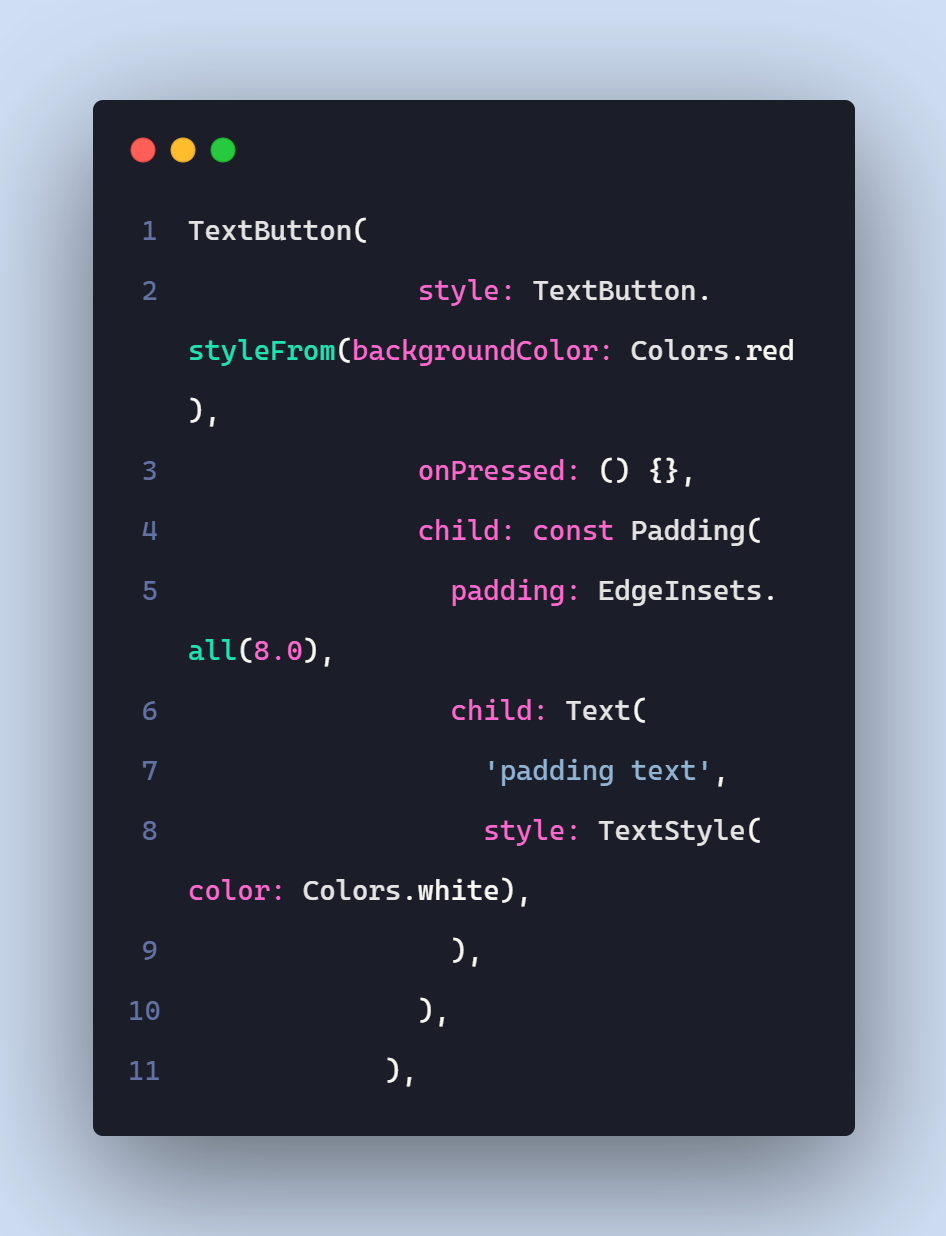 1 TextButton(
2 style: TextButton.
styleFrom(backgroundColor: Colors.red
),
3 onPressed: () {},
4 child: const Padding(
5 padding: EdgeInsets.
all(8.0),
6 child: Text(
7 'padding text',
8 style: TextStyle(
color: Colors.white),
9 ),
10 ),
11 ),